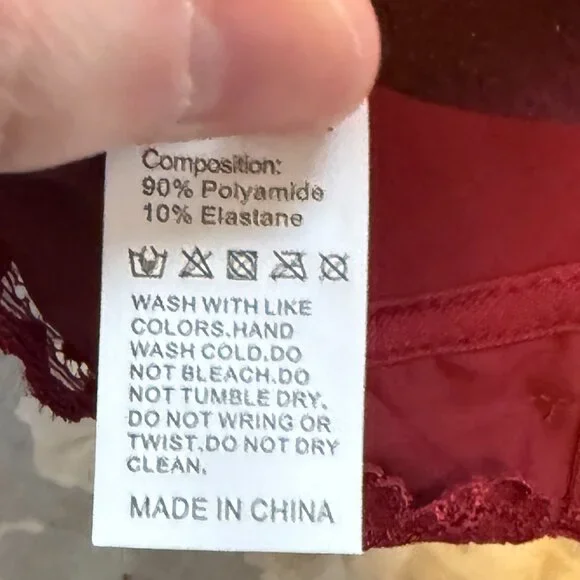 Composition:
90% Polyamide
10% Elastane
WASH WITH LIKE
COLORS.HAND
WASH COLD.DO
NOT BLEACH.DO
NOT TUMBLE DRY.
DO NOT WRING OR
TWIST.DO NOT DRY
CLEAN.
MADE IN CHINA